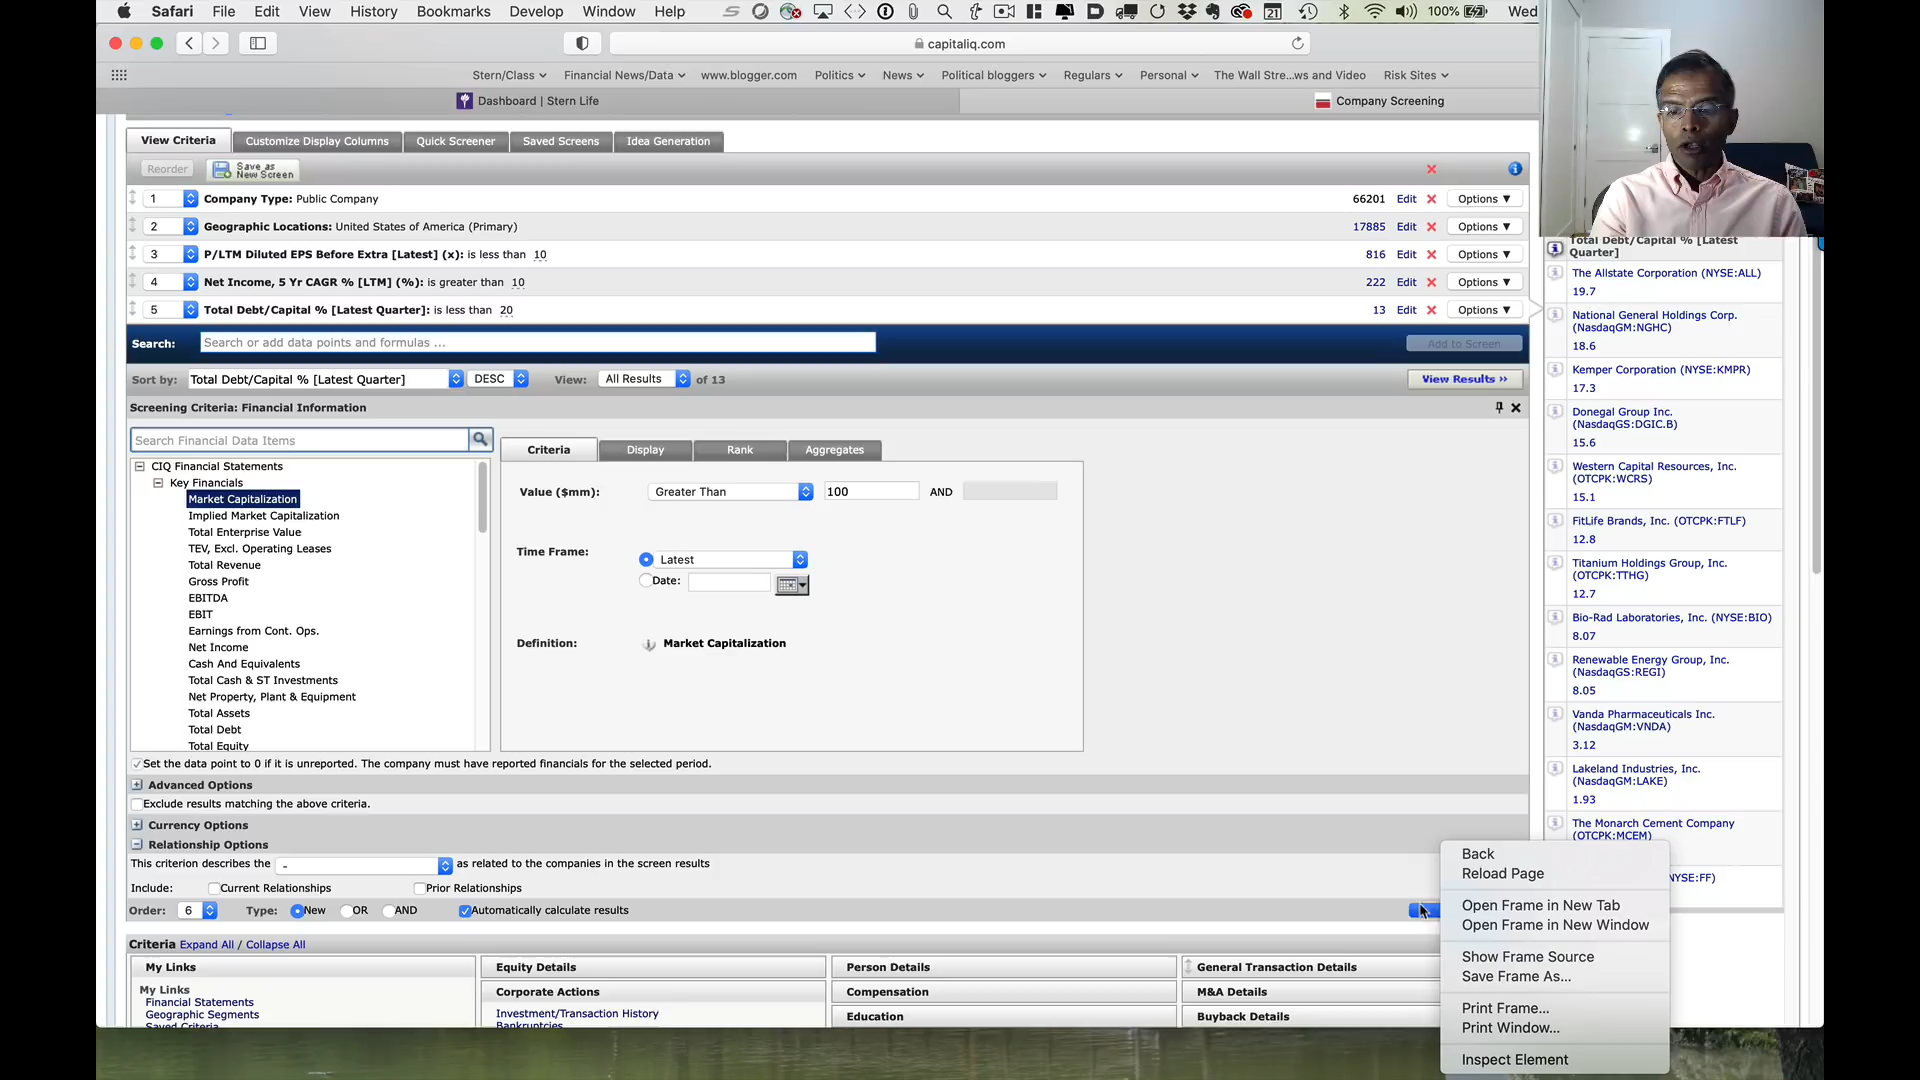 Safari File Edit View History Bookmarks Develop Window Help 21 100% Wed
capitaliq.com
Stern/Class Financial News/Data www.blogger.com Politics News Political bloggers Regulars Personal The Wall Stre...ws and Video Risk Sites
Dashboard | Stern Life Company Screening
View Criteria Customize Display Columns Quick Screener Saved Screens Idea Generation
Reorder Save as
New Screen
1 Company Type: Public Company 66201 Edit Options ▼
2 Geographic Locations: United States of America (Primary) 17885 Edit Options ▼
3 P/LTM Diluted EPS Before Extra [Latest] (x): is less than 10 816 Edit Options ▼
4 Net Income, 5 Yr CAGR % [LTM] (%): is greater than 10 222 Edit Options ▼
5 Total Debt/Capital % [Latest Quarter]: is less than 20 13 Edit Options ▼
Search: Search or add data points and formulas ... Add to Screen
Sort by: Total Debt/Capital % [Latest Quarter] DESC View: All Results of 13 View Results »
Screening Criteria: Financial Information
Search Financial Data Items
CIQ Financial Statements
Key Financials
Market Capitalization
Implied Market Capitalization
Total Enterprise Value
TEV, Excl. Operating Leases
Total Revenue
Gross Profit
EBITDA
EBIT
Earnings from Cont. Ops.
Net Income
Cash And Equivalents
Total Cash & ST Investments
Net Property, Plant & Equipment
Total Assets
Total Debt
Total Equity
Criteria Display Rank Aggregates
Value ($mm): Greater Than 100 AND
Time Frame: Latest
Date:
Definition: Market Capitalization
Set the data point to 0 if it is unreported. The company must have reported financials for the selected period.
Advanced Options
Exclude results matching the above criteria.
Currency Options
Relationship Options
This criterion describes the - as related to the companies in the screen results
Include: Current Relationships Prior Relationships
Order: 6 Type: New OR AND Automatically calculate results
Criteria Expand All / Collapse All
My Links Equity Details Person Details General Transaction Details
My Links Corporate Actions Compensation M&A Details
Financial Statements Investment/Transaction History Education Buyback Details
Geographic Segments Bankruptcies
Saved Criteria
Total Debt/Capital % [Latest
Quarter]
The Allstate Corporation (NYSE:ALL)
19.7
National General Holdings Corp.
(NasdaqGM:NGHC)
18.6
Kemper Corporation (NYSE:KMPR)
17.3
Donegal Group Inc.
(NasdaqGS:DGIC.B)
15.6
Western Capital Resources, Inc.
(OTCPK:WCRS)
15.1
FitLife Brands, Inc. (OTCPK:FTLF)
12.8
Titanium Holdings Group, Inc.
(OTCPK:TTHG)
12.7
Bio-Rad Laboratories, Inc. (NYSE:BIO)
8.07
Renewable Energy Group, Inc.
(NasdaqGS:REGI)
8.05
Vanda Pharmaceuticals Inc.
(NasdaqGM:VNDA)
3.12
Lakeland Industries, Inc.
(NasdaqGM:LAKE)
1.93
The Monarch Cement Company
(OTCPK:MCEM)
NYSE:FF)
Back
Reload Page
Open Frame in New Tab
Open Frame in New Window
Show Frame Source
Save Frame As...
Print Frame...
Print Window...
Inspect Element